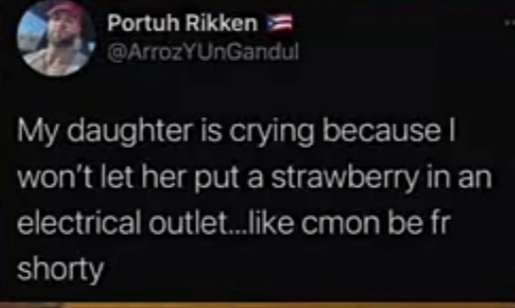 Portuh Rikken 🇵🇷
@ArrozYUnGandul
My daughter is crying because I
won't let her put a strawberry in an
electrical outlet...like cmon be fr
shorty